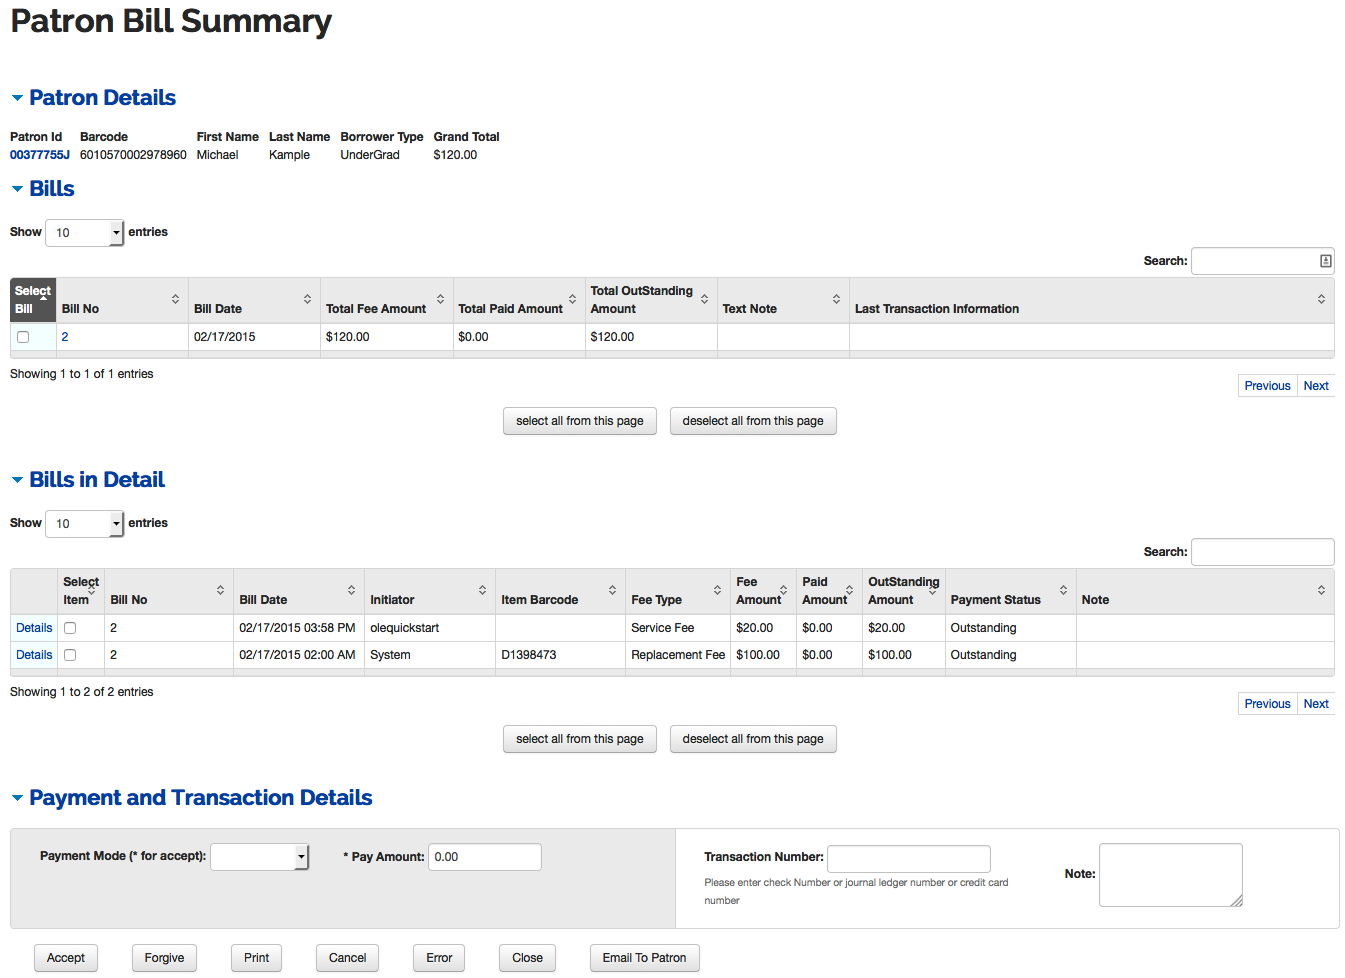 Patron Bill Summary
Patron Details
Patron Id Barcode First Name Last Name Borrower Type Grand Total
00377755J 6010570002978960 Michael Kample UnderGrad $120.00
Bills
Show 10 entries
Search:
Select Bill Bill No Bill Date Total Fee Amount Total Paid Amount Total OutStanding Amount Text Note Last Transaction Information
2 02/17/2015 $120.00 $0.00 $120.00
Showing 1 to 1 of 1 entries
Previous Next
select all from this page deselect all from this page
Bills in Detail
Show 10 entries
Search:
Select Item Bill No Bill Date Initiator Item Barcode Fee Type Fee Amount Paid Amount OutStanding Amount Payment Status Note
Details 2 02/17/2015 03:58 PM olequickstart Service Fee $20.00 $0.00 $20.00 Outstanding
Details 2 02/17/2015 02:00 AM System D1398473 Replacement Fee $100.00 $0.00 $100.00 Outstanding
Showing 1 to 2 of 2 entries
Previous Next
select all from this page deselect all from this page
Payment and Transaction Details
Payment Mode (* for accept): * Pay Amount: 0.00 Transaction Number:
Please enter check Number or journal ledger number or credit card
number
Note:
Accept Forgive Print Cancel Error Close Email To Patron